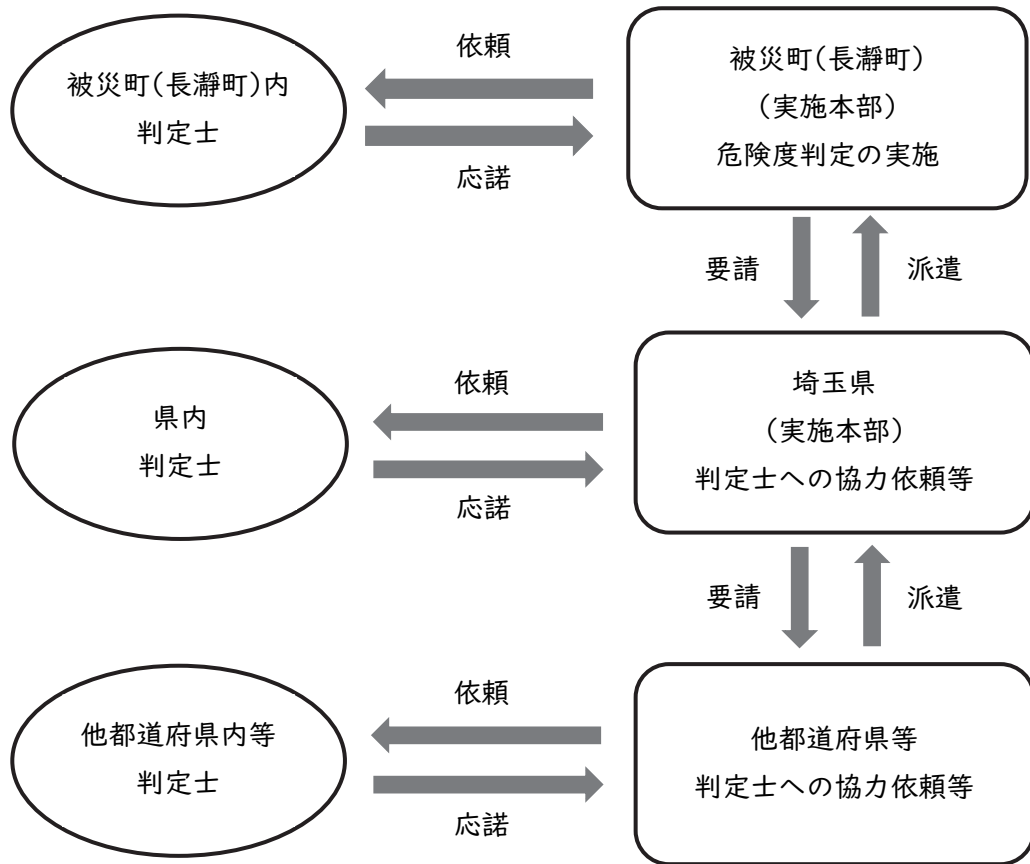 依頼
被災町(長瀞町)内
判定士
応諾
被災町(長瀞町)
(実施本部)
危険度判定の実施
要請
派遣
依頼
県内
判定士
応諾
埼玉県
(実施本部)
判定士への協力依頼等
要請
派遣
依頼
他都道府県内等
判定士
応諾
他都道府県等
判定士への協力依頼等